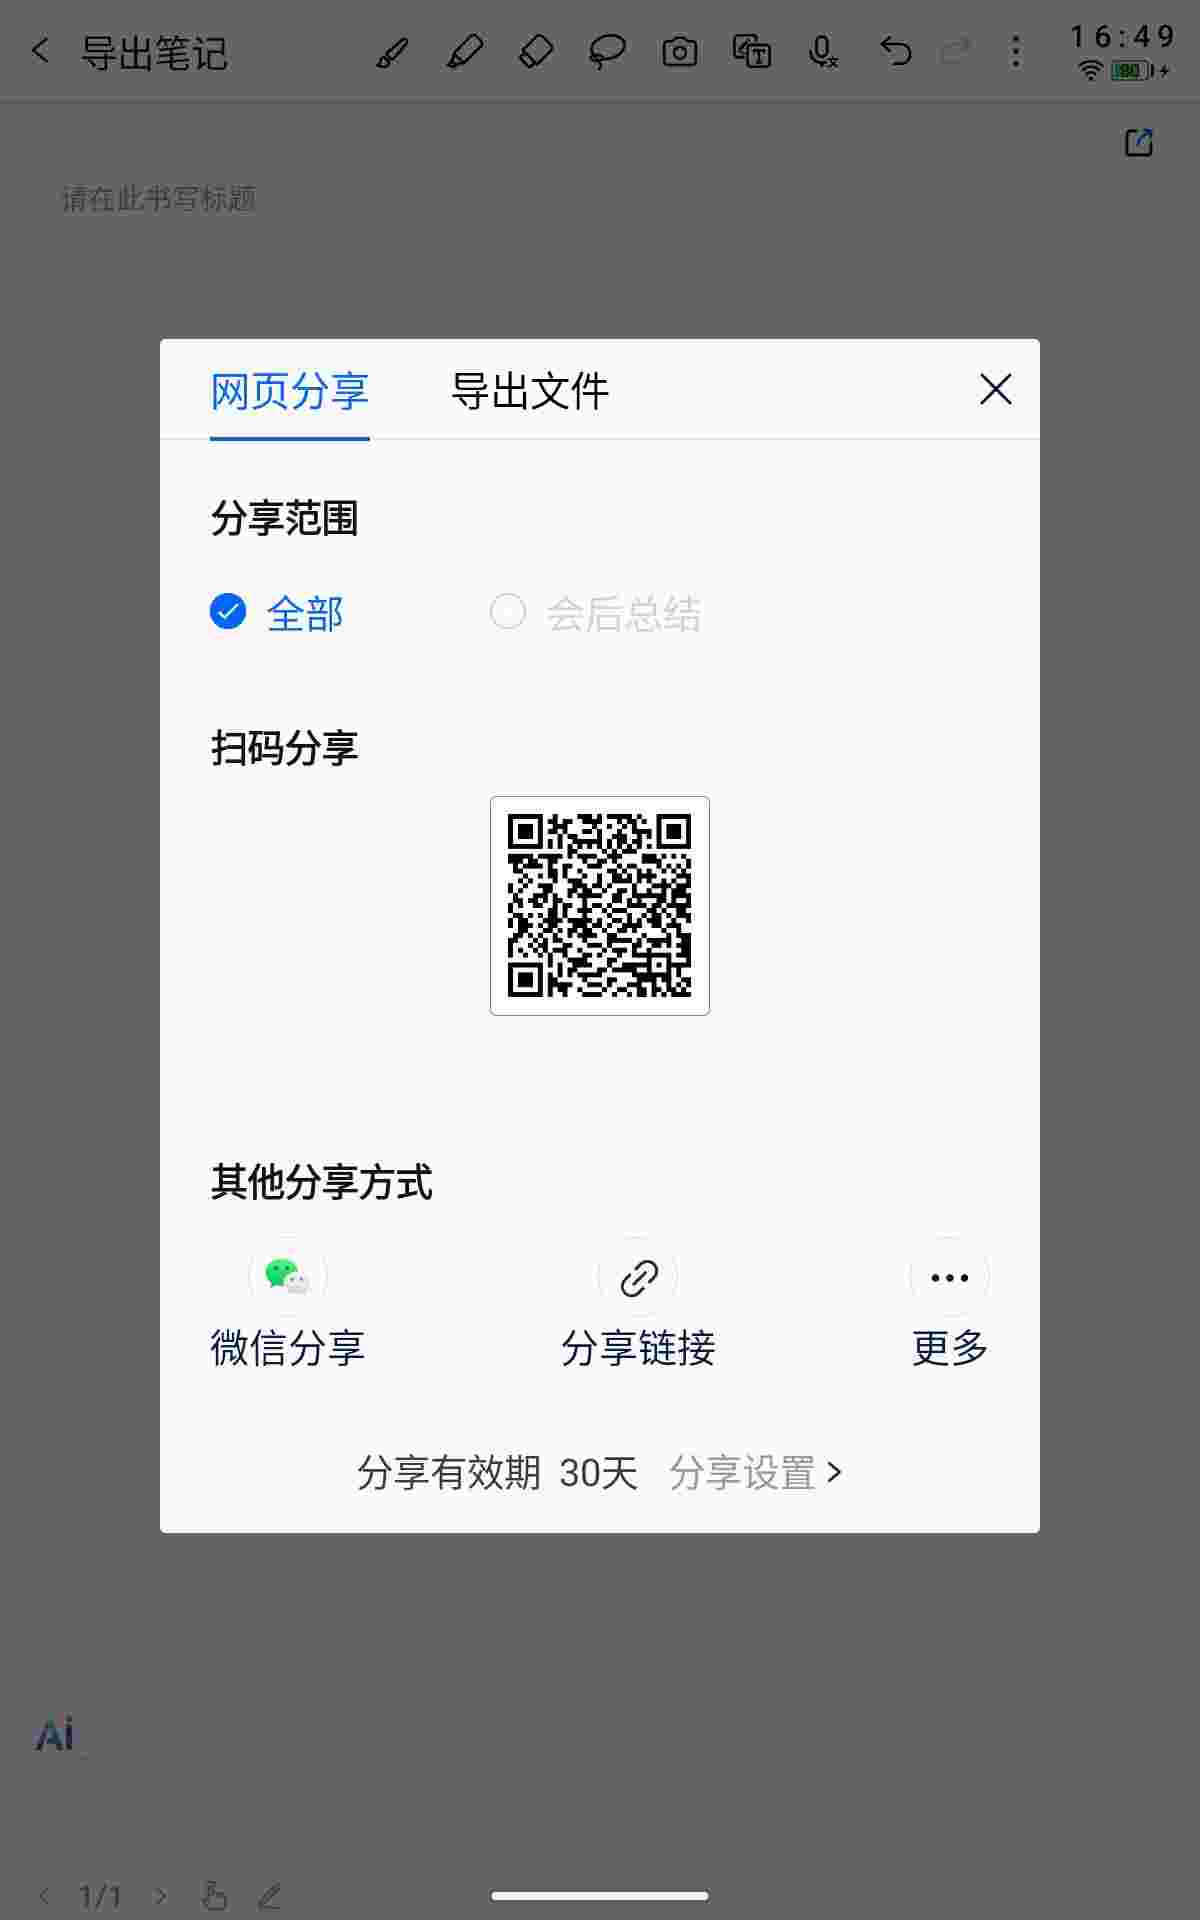 导出笔记
16:49
80
请在此书写标题
网页分享 导出文件
分享范围
全部 会后总结
扫码分享
其他分享方式
微信分享 分享链接 更多
分享有效期 30天 分享设置 >
Ai
< 1/1 >